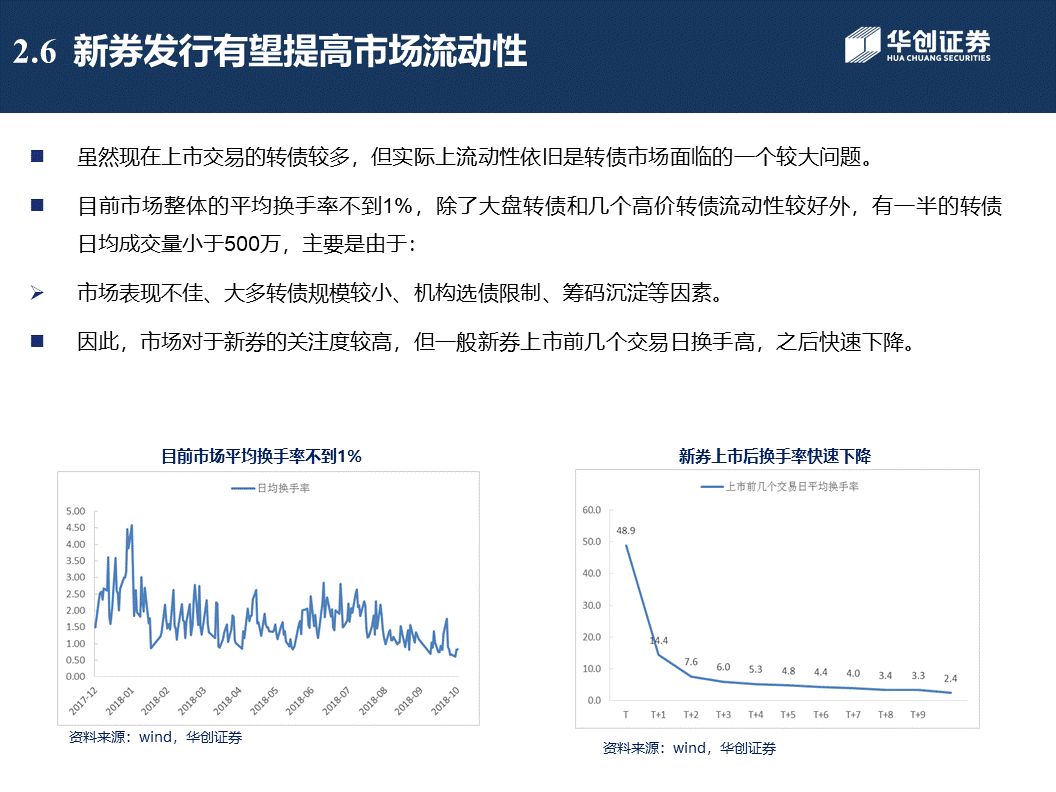 2.6 新券发行有望提高市场流动性
华创证券
HUA CHUANG SECURITIES
虽然现在上市交易的转债较多，但实际上流动性依旧是转债市场面临的一个较大问题。
目前市场整体的平均换手率不到1%，除了大盘转债和几个高价转债流动性较好外，有一半的转债
日均成交量小于500万，主要是由于：
市场表现不佳、大多转债规模较小、机构选债限制、筹码沉淀等因素。
因此，市场对于新券的关注度较高，但一般新券上市前几个交易日换手高，之后快速下降。
目前市场平均换手率不到1%
日均换手率
5.00
4.50
4.00
3.50
3.00
2.50
2.00
1.50
1.00
0.50
0.00
2017-12
2018-01
2018-02
2018-03
2018-04
2018-05
2018-06
2018-07
2018-08
2018-09
2018-10
资料来源：wind，华创证券
新券上市后换手率快速下降
上市前几个交易日平均换手率
60.0
50.0
40.0
30.0
20.0
10.0
0.0
48.9
14.4
7.6
6.0
5.3
4.8
4.4
4.0
3.4
3.3
2.4
T
T+1
T+2
T+3
T+4
T+5
T+6
T+7
T+8
T+9
资料来源：wind，华创证券